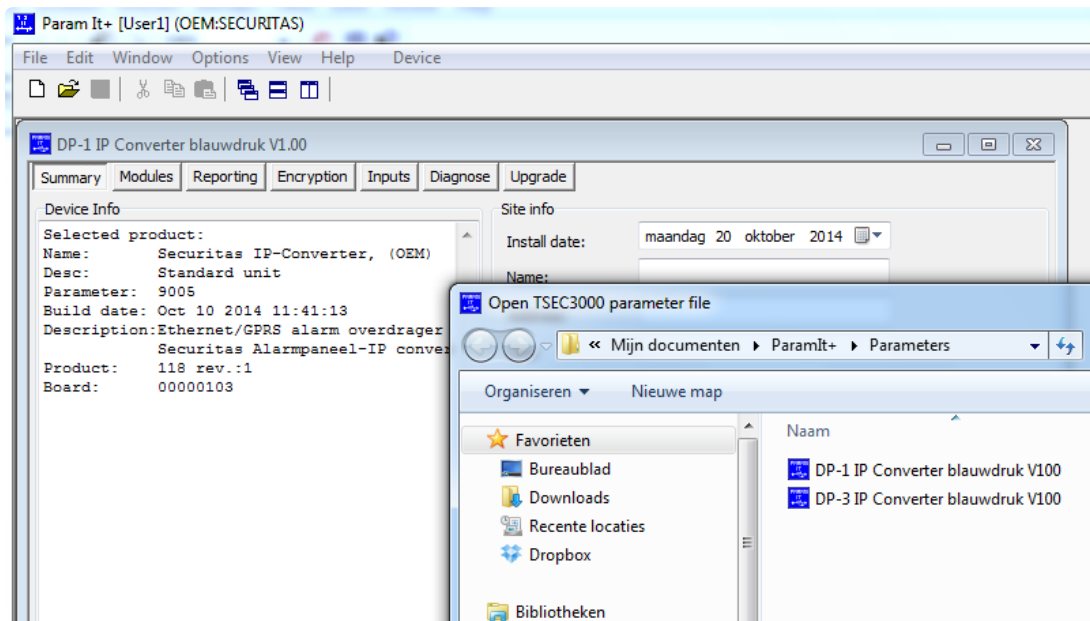 Param It+ [User1] (OEM:SECURITAS)
File Edit Window Options View Help Device
DP-1 IP Converter blauwdruk V1.00
Summary Modules Reporting Encryption Inputs Diagnose Upgrade
Device Info
Selected product:
Name: Securitas IP-Converter, (OEM)
Desc: Standard unit
Parameter: 9005
Build date: Oct 10 2014 11:41:13
Description:Ethernet/GPRS alarm overdrager
Securitas Alarmpaneel-IP conver
Product: 118 rev.:1
Board: 00000103
Site info
Install date: maandag 20 oktober 2014
Name:
Open TSEC3000 parameter file
« Mijn documenten ParamIt+ Parameters
Organiseren Nieuwe map
Favorieten
Bureaublad
Downloads
Recente locaties
Dropbox
Bibliotheken
Naam
DP-1 IP Converter blauwdruk V100
DP-3 IP Converter blauwdruk V100